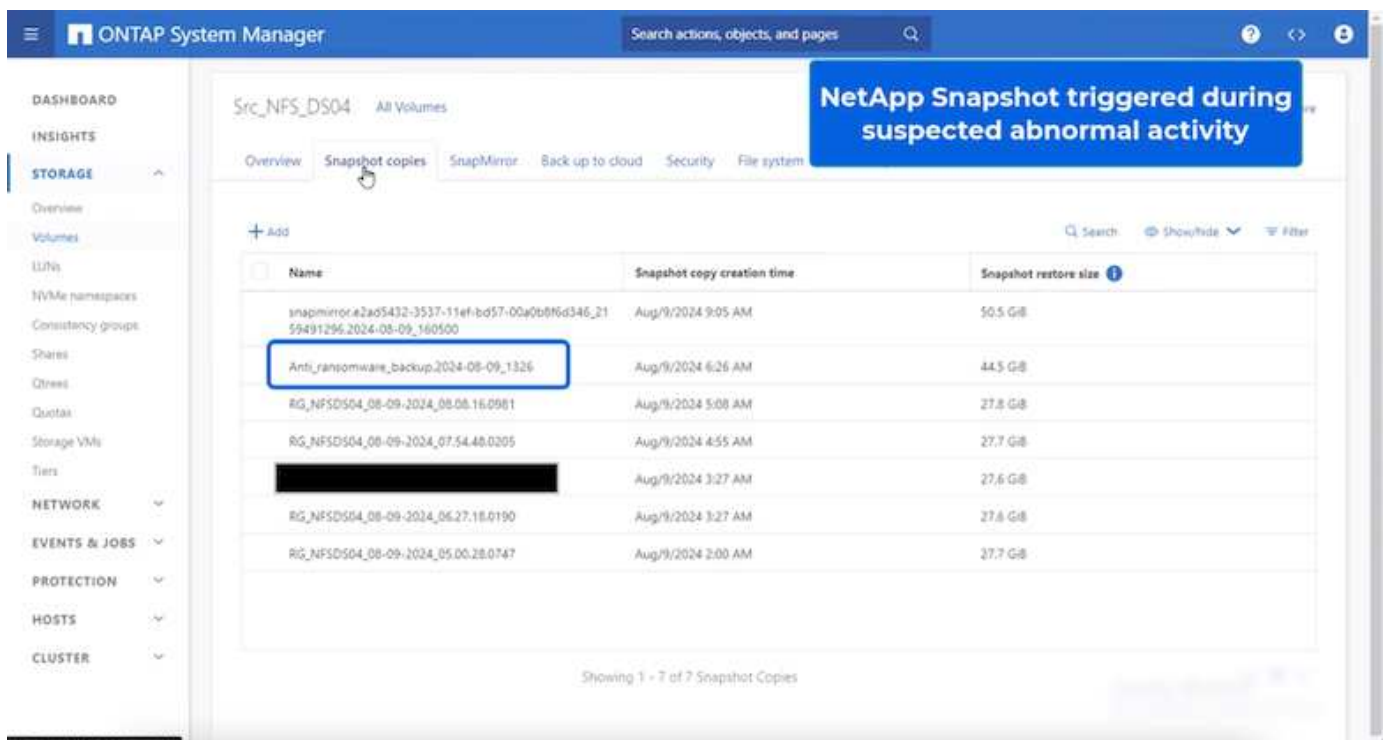 ONTAP System Manager
Search actions, objects, and pages
NetApp Snapshot triggered during
suspected abnormal activity
DASHBOARD
INSIGHTS
STORAGE
Overview
Volumes
LUNs
NVMe namespaces
Consistency groups
Shares
Qtrees
Quotas
Storage VMs
Tiers
NETWORK
EVENTS & JOBS
PROTECTION
HOSTS
CLUSTER
Src_NFS_DS04 All Volumes
Overview Snapshot copies SnapMirror Back up to cloud Security File system
Add
Search Show/hide Filter
Name Snapshot copy creation time Snapshot restore size
snapmirror.e2ad5432-3537-11ef-bd57-00a0b8f6d346_21 Aug/9/2024 9:05 AM 50.5 GiB
59491296.2024-08-09_160500
Anti_ransomware_backup.2024-08-09_1326 Aug/9/2024 6:26 AM 44.5 GiB
RG_NFSDS04_08-09-2024_08.08.16.0981 Aug/9/2024 5:08 AM 27.8 GiB
RG_NFSDS04_08-09-2024_07.54.48.0205 Aug/9/2024 4:55 AM 27.7 GiB
Aug/9/2024 3:27 AM 27.6 GiB
RG_NFSDS04_08-09-2024_06.27.18.0190 Aug/9/2024 3:27 AM 27.6 GiB
RG_NFSDS04_08-09-2024_05.00.28.0747 Aug/9/2024 2:00 AM 27.7 GiB
Showing 1 - 7 of 7 Snapshot Copies